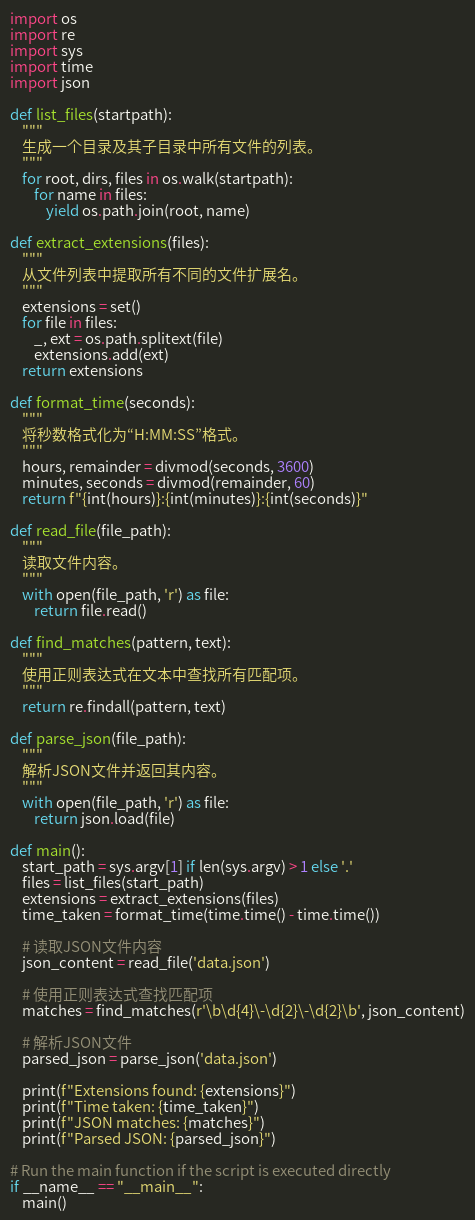 import os
import re
import sys
import time
import json

def list_files(startpath):
    """
    生成一个目录及其子目录中所有文件的列表。
    """
    for root, dirs, files in os.walk(startpath):
        for name in files:
            yield os.path.join(root, name)

def extract_extensions(files):
    """
    从文件列表中提取所有不同的文件扩展名。
    """
    extensions = set()
    for file in files:
        _, ext = os.path.splitext(file)
        extensions.add(ext)
    return extensions

def format_time(seconds):
    """
    将秒数格式化为“H:MM:SS”格式。
    """
    hours, remainder = divmod(seconds, 3600)
    minutes, seconds = divmod(remainder, 60)
    return f"{int(hours)}:{int(minutes)}:{int(seconds)}"

def read_file(file_path):
    """
    读取文件内容。
    """
    with open(file_path, 'r') as file:
        return file.read()

def find_matches(pattern, text):
    """
    使用正则表达式在文本中查找所有匹配项。
    """
    return re.findall(pattern, text)

def parse_json(file_path):
    """
    解析JSON文件并返回其内容。
    """
    with open(file_path, 'r') as file:
        return json.load(file)

def main():
    start_path = sys.argv[1] if len(sys.argv) > 1 else '.'
    files = list_files(start_path)
    extensions = extract_extensions(files)
    time_taken = format_time(time.time() - time.time())

    # 读取JSON文件内容
    json_content = read_file('data.json')

    # 使用正则表达式查找匹配项
    matches = find_matches(r'\b\d{4}\-\d{2}\-\d{2}\b', json_content)

    # 解析JSON文件
    parsed_json = parse_json('data.json')

    print(f"Extensions found: {extensions}")
    print(f"Time taken: {time_taken}")
    print(f"JSON matches: {matches}")
    print(f"Parsed JSON: {parsed_json}")

# Run the main function if the script is executed directly
if __name__ == "__main__":
    main()